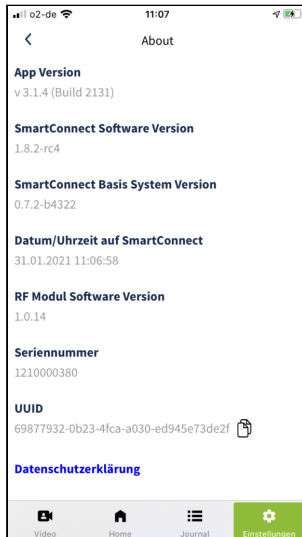 o2-de 11:07
About
App Version
v 3.1.4 (Build 2131)
SmartConnect Software Version
1.8.2-rc4
SmartConnect Basis System Version
0.7.2-b4322
Datum/Uhrzeit auf SmartConnect
31.01.2021 11:06:58
RF Modul Software Version
1.0.14
Seriennummer
1210000380
UUID
69877932-0b23-4fca-a030-ed945e73de2f
Datenschutzerklärung
Video Home Journal Einstellungen